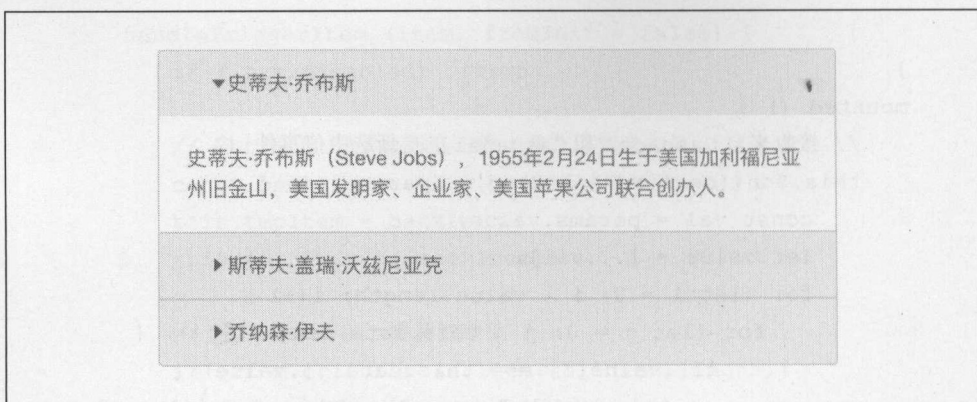 史蒂夫·乔布斯
史蒂夫·乔布斯（Steve Jobs），1955年2月24日生于美国加利福尼亚
州旧金山，美国发明家、企业家、美国苹果公司联合创办人。
斯蒂夫·盖瑞·沃兹尼亚克
乔纳森·伊夫